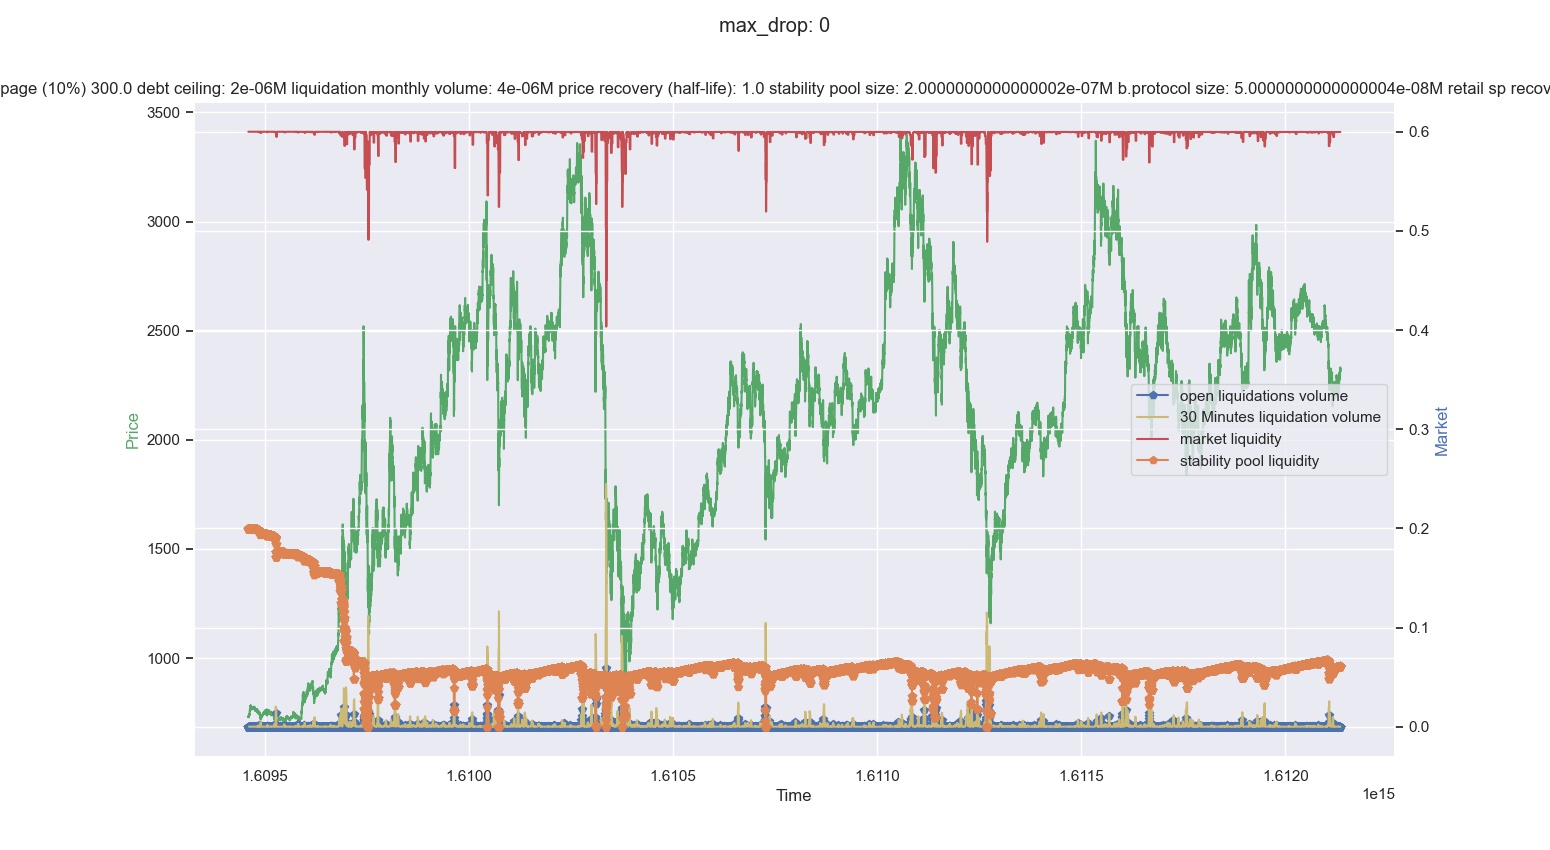 max_drop: 0
page (10%) 300.0 debt ceiling: 2e-06M liquidation monthly volume: 4e-06M price recovery (half-life): 1.0 stability pool size: 2.0000000000000002e-07M b.protocol size: 5.0000000000000004e-08M retail sp recov
3500
3000
2500
2000
1500
1000
Price
0.6
0.5
0.4
0.3
0.2
0.1
0.0
Market
open liquidations volume
30 Minutes liquidation volume
market liquidity
stability pool liquidity
1.6095 1.6100 1.6105 1.6110 1.6115 1.6120
Time
1e15